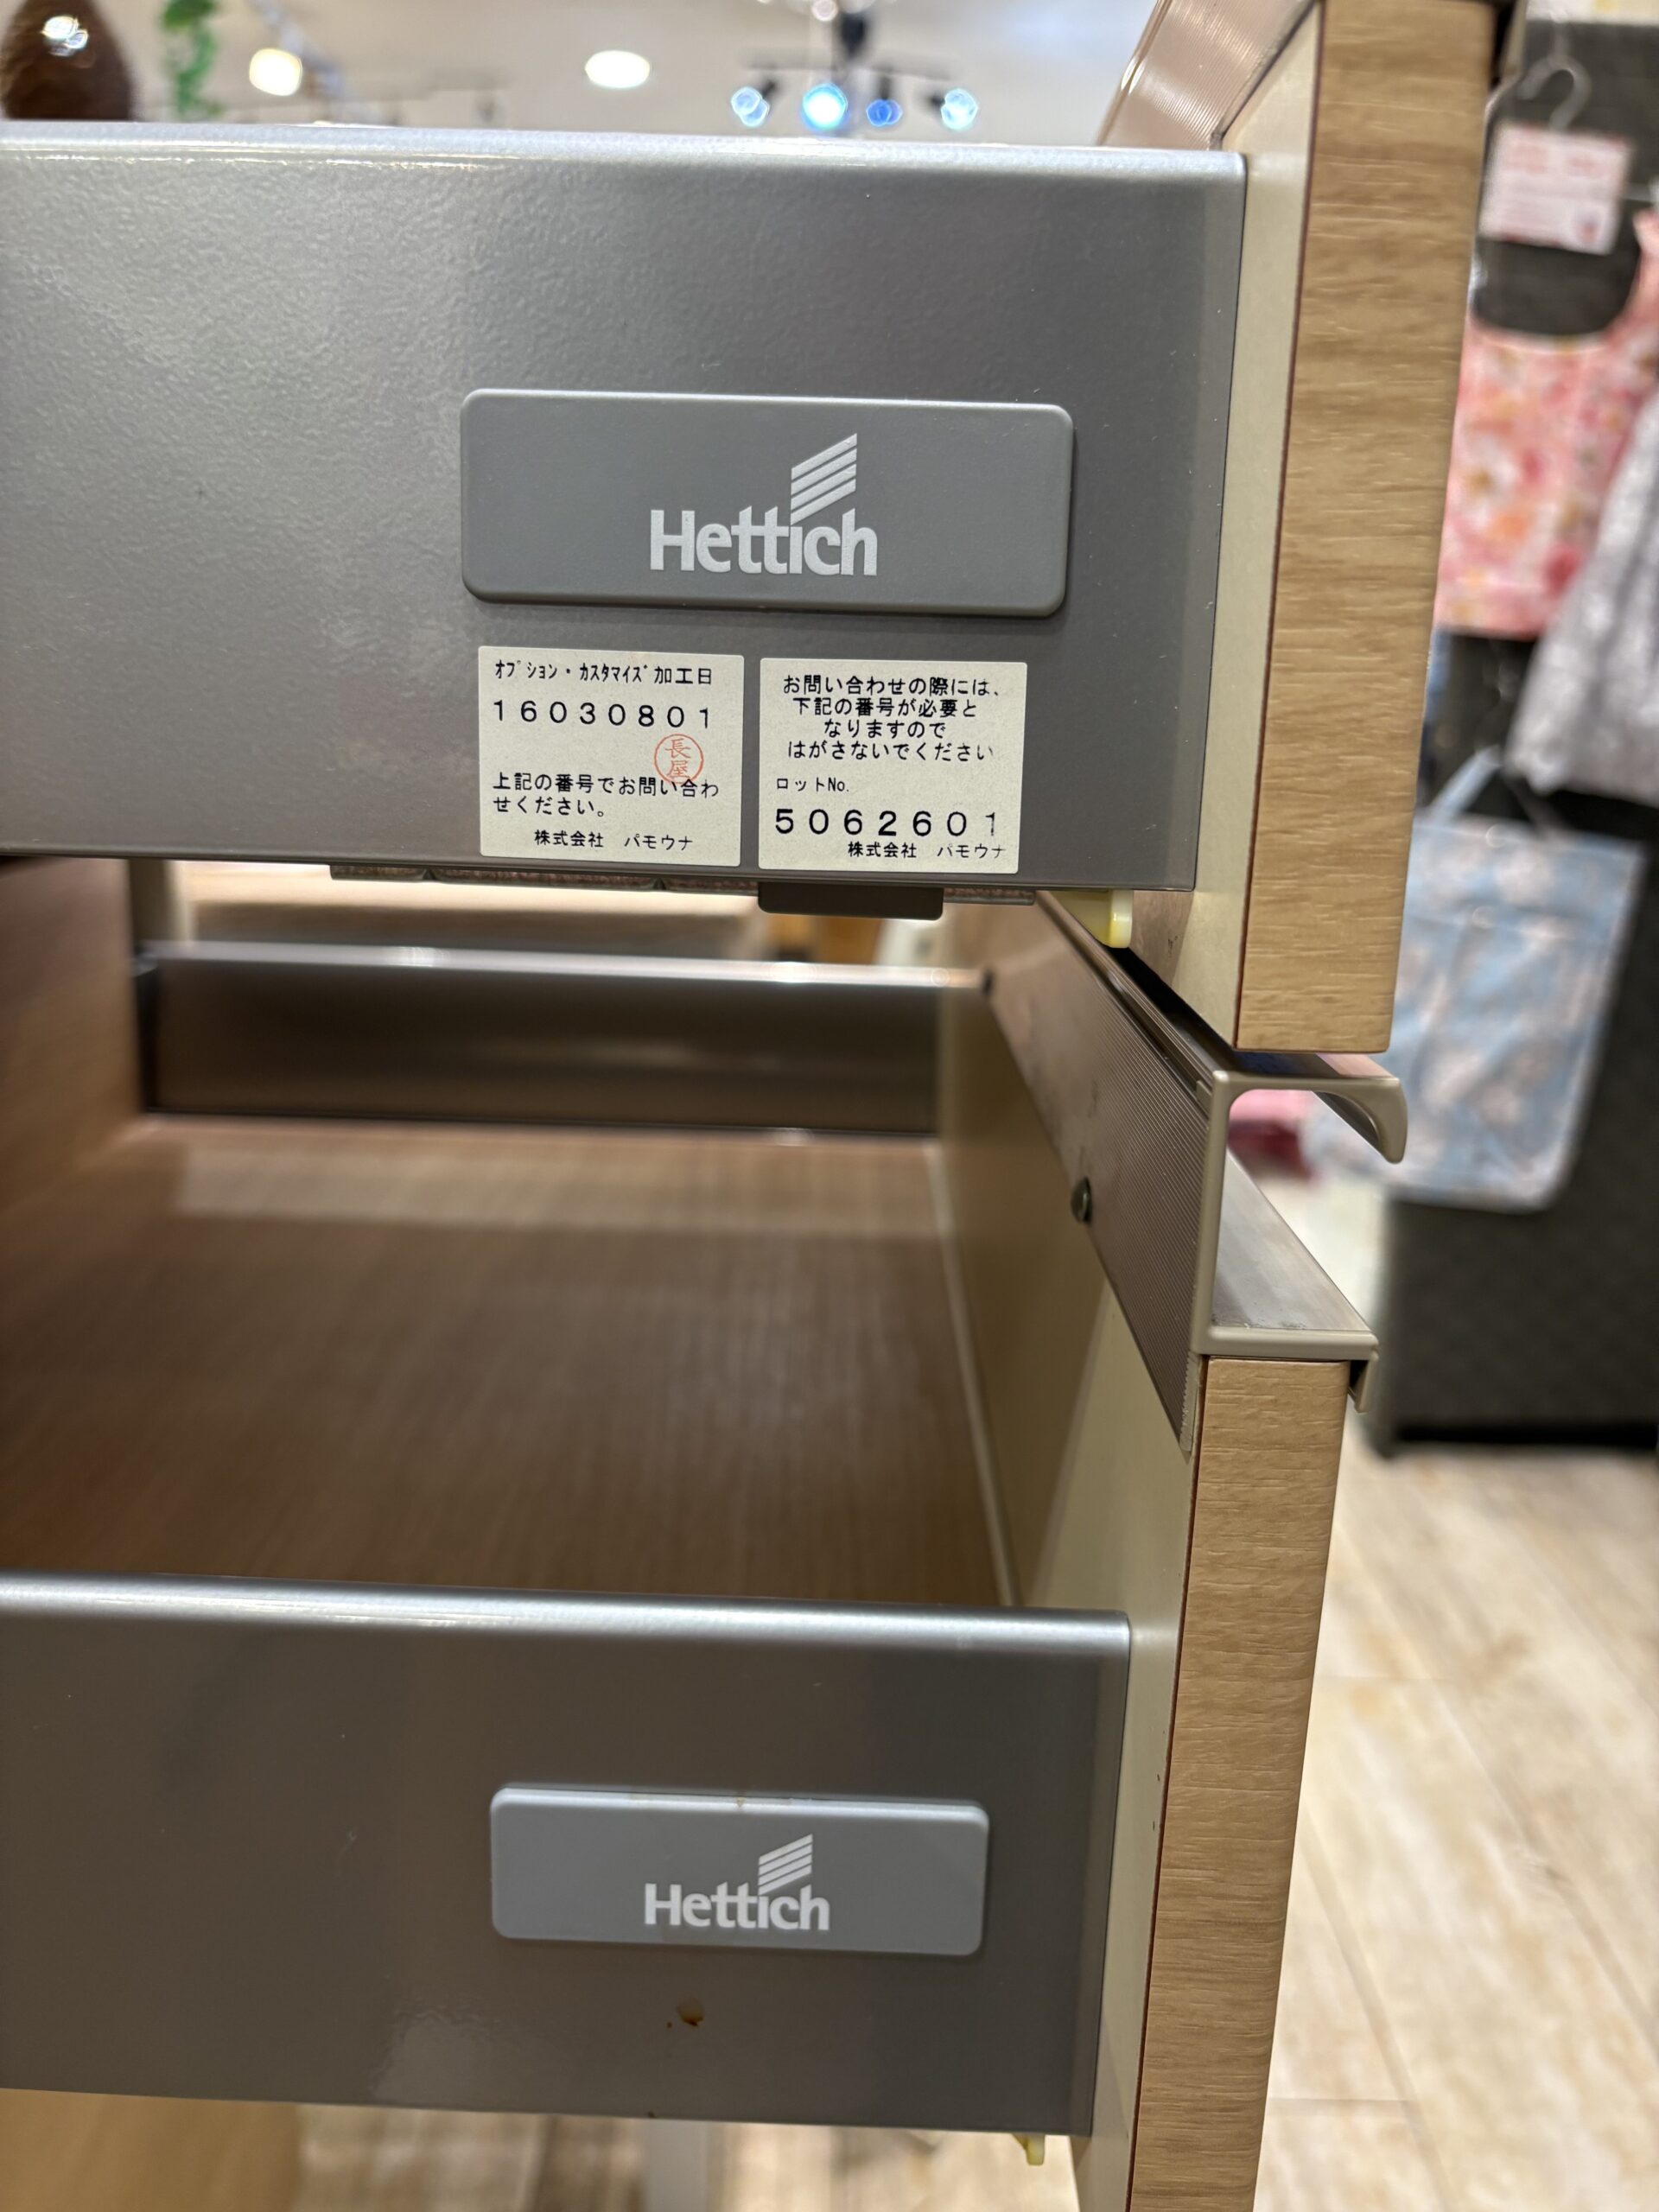 Hettich
ｵﾌﾟｼｮﾝ・ｶｽﾀﾏｲｽﾞ加工日
16030801
長屋
上記の番号でお問い合わ
せください。
株式会社 パモウナ
お問い合わせの際には、
下記の番号が必要と
なりますので
はがさないでください
ロットNo.
5062601
株式会社 パモウナ
Hettich